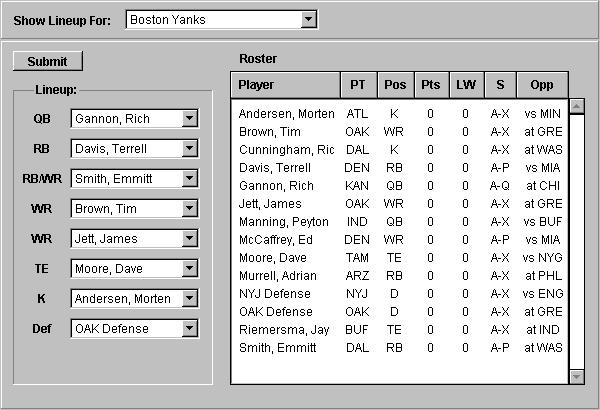 Show Lineup For: Boston Yanks
Submit
Lineup:
QB Gannon, Rich
RB Davis, Terrell
RB/WR Smith, Emmitt
WR Brown, Tim
WR Jett, James
TE Moore, Dave
K Andersen, Morten
Def OAK Defense
Roster
Player PT Pos Pts LW S Opp
Andersen, Morten ATL K 0 0 A-X vs MIN
Brown, Tim OAK WR 0 0 A-X at GRE
Cunningham, Ric DAL K 0 0 A-X at WAS
Davis, Terrell DEN RB 0 0 A-P vs MIA
Gannon, Rich KAN QB 0 0 A-Q at CHI
Jett, James OAK WR 0 0 A-X at GRE
Manning, Peyton IND QB 0 0 A-X vs BUF
McCaffrey, Ed DEN WR 0 0 A-P vs MIA
Moore, Dave TAM TE 0 0 A-X vs NYG
Murrell, Adrian ARZ RB 0 0 A-X at PHL
NYJ Defense NYJ D 0 0 A-X vs ENG
OAK Defense OAK D 0 0 A-X at GRE
Riemersma, Jay BUF TE 0 0 A-X at IND
Smith, Emmitt DAL RB 0 0 A-P at WAS